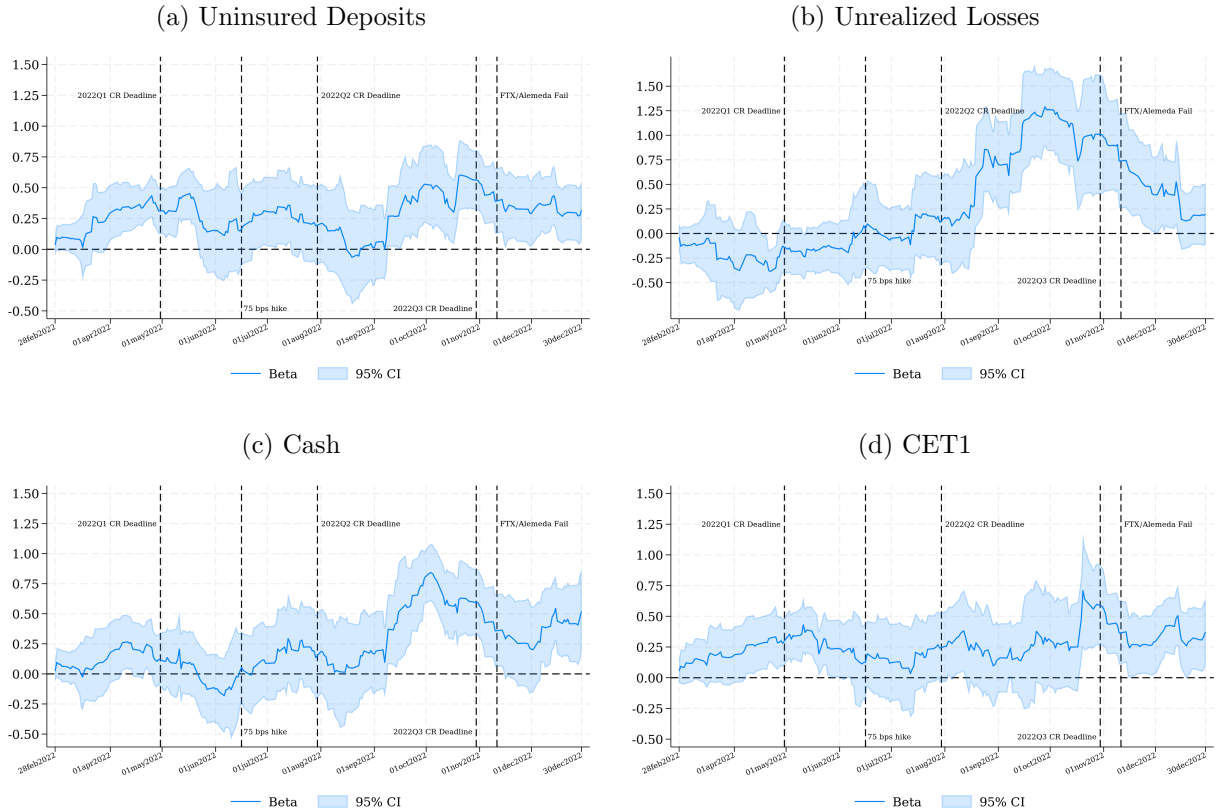 (a) Uninsured Deposits
1.50
1.25
1.00
0.75
0.50
0.25
0.00
-0.25
-0.50
2022Q1 CR Deadline
2022Q2 CR Deadline
FTX/Alemeda Fail
75 bps hike
2022Q3 CR Deadline
28feb2022
01apr2022
01may2022
01jun2022
01jul2022
01aug2022
01sep2022
01oct2022
01nov2022
01dec2022
30dec2022
Beta
95% CI
(b) Unrealized Losses
1.50
1.25
1.00
0.75
0.50
0.25
0.00
-0.25
-0.50
2022Q1 CR Deadline
2022Q2 CR Deadline
FTX/Alemeda Fail
75 bps hike
2022Q3 CR Deadline
28feb2022
01apr2022
01may2022
01jun2022
01jul2022
01aug2022
01sep2022
01oct2022
01nov2022
01dec2022
30dec2022
Beta
95% CI
(c) Cash
1.50
1.25
1.00
0.75
0.50
0.25
0.00
-0.25
-0.50
2022Q1 CR Deadline
2022Q2 CR Deadline
FTX/Alemeda Fail
75 bps hike
2022Q3 CR Deadline
28feb2022
01apr2022
01may2022
01jun2022
01jul2022
01aug2022
01sep2022
01oct2022
01nov2022
01dec2022
30dec2022
Beta
95% CI
(d) CET1
1.50
1.25
1.00
0.75
0.50
0.25
0.00
-0.25
-0.50
2022Q1 CR Deadline
2022Q2 CR Deadline
FTX/Alemeda Fail
75 bps hike
2022Q3 CR Deadline
28feb2022
01apr2022
01may2022
01jun2022
01jul2022
01aug2022
01sep2022
01oct2022
01nov2022
01dec2022
30dec2022
Beta
95% CI